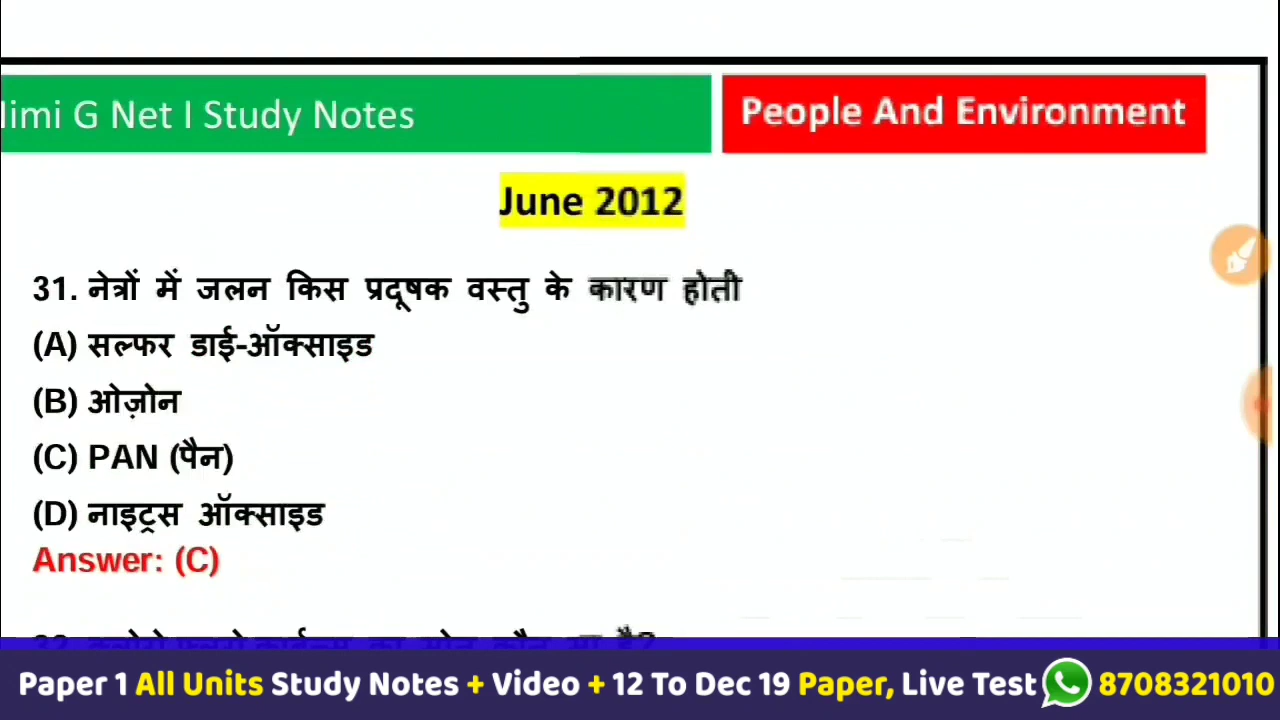 imi G Net I Study Notes
People And Environment
June 2012
31. नेत्रों में जलन किस प्रदूषक वस्तु के कारण होती
(A) सल्फर डाई-ऑक्साइड
(B) ओज़ोन
(C) PAN (पैन)
(D) नाइट्रस ऑक्साइड
Answer: (C)
Paper 1 All Units Study Notes + Video + 12 To Dec 19 Paper, Live Test 8708321010